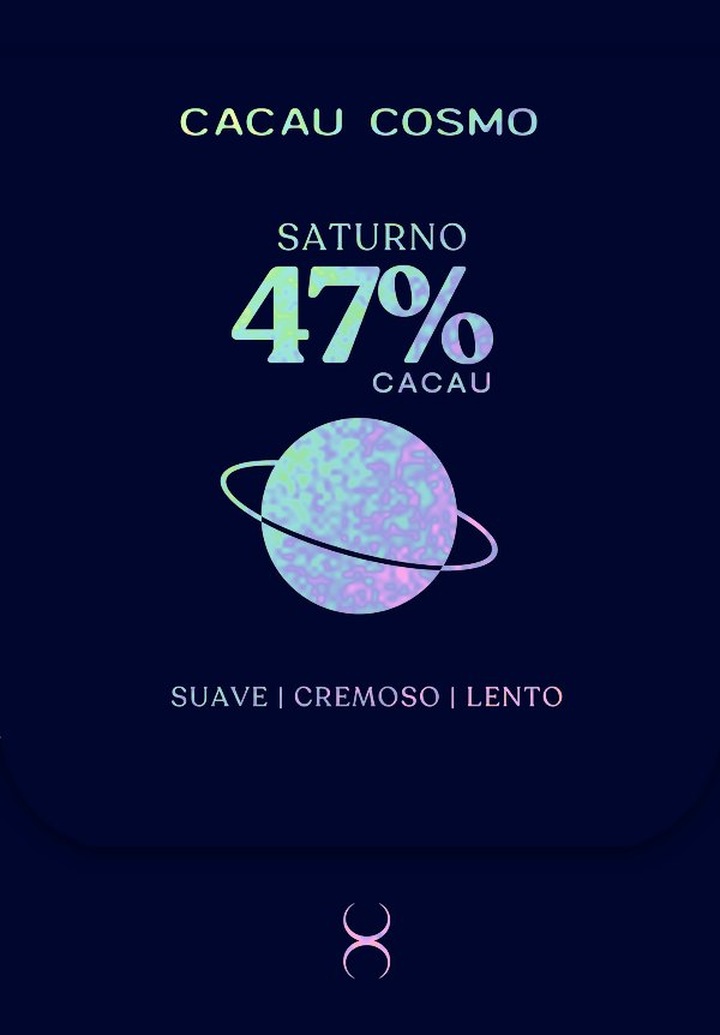 CACAU COSMO
SATURNO
47%
CACAU
SUAVE | CREMOSO | LENTO